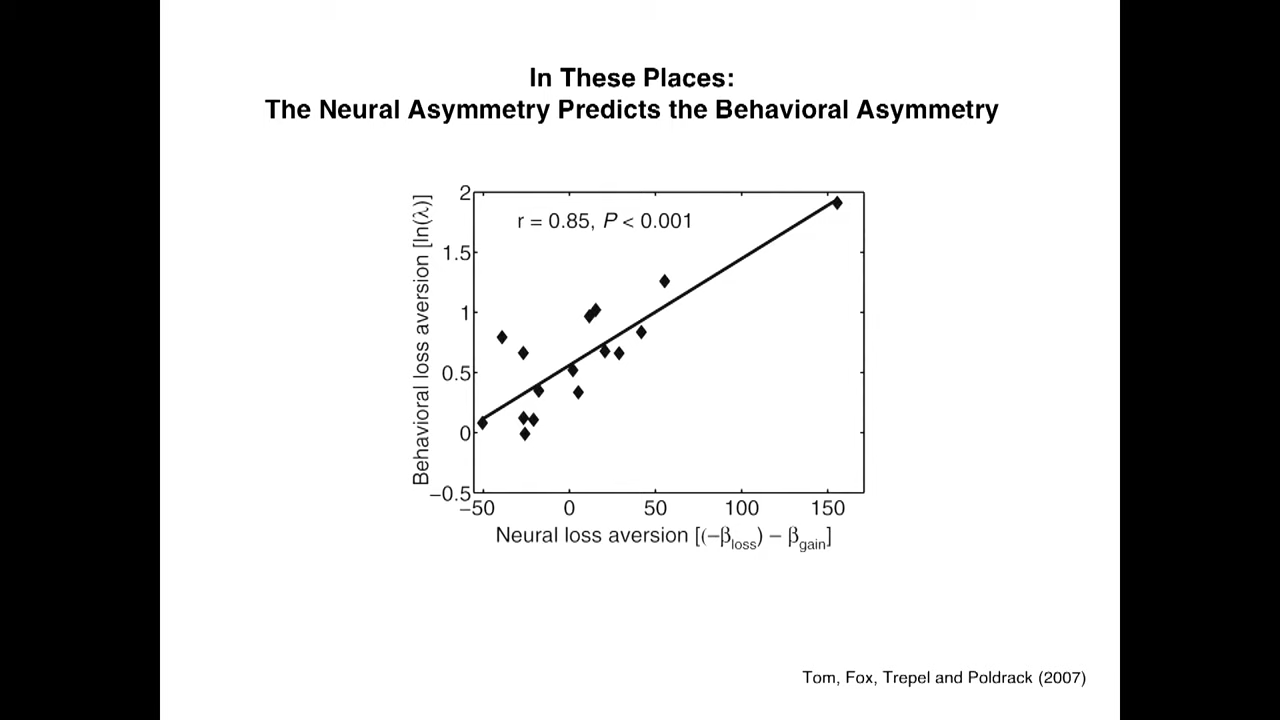 In These Places:
The Neural Asymmetry Predicts the Behavioral Asymmetry
r = 0.85, P < 0.001
Behavioral loss aversion [ln(λ)]
2
1.5
1
0.5
0
−0.5
−50 0 50 100 150
Neural loss aversion [(−βloss) − βgain]
Tom, Fox, Trepel and Poldrack (2007)